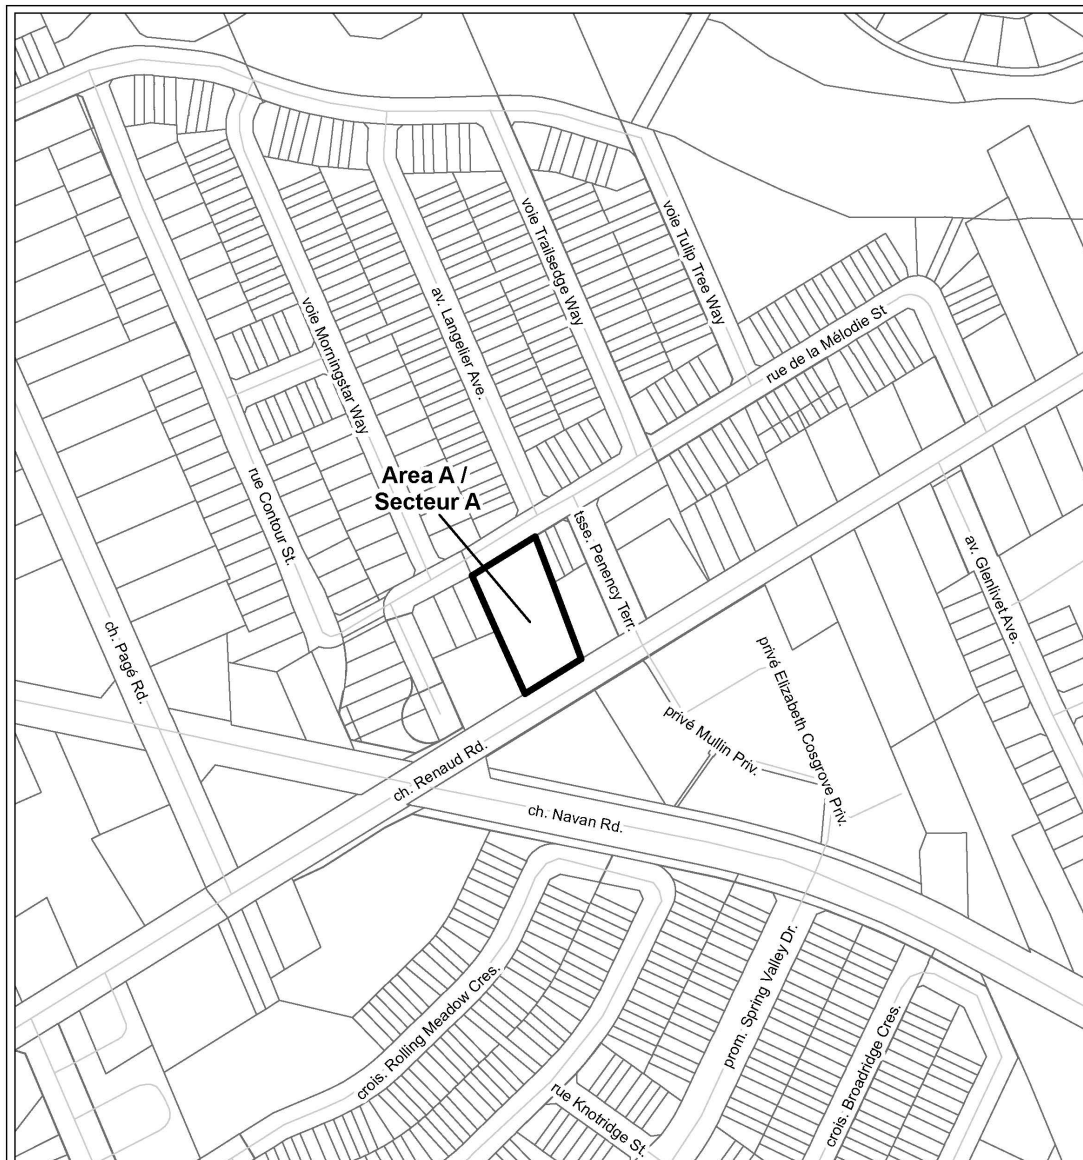 voie Trailsedge Way
voie Tulip Tree Way
av. Langelier Ave.
voie Morningstar Way
rue de la Mélodie St
Area A /
Secteur A
rue Contour St.
tsse. Penency Terr.
av. Glenlivet Ave.
ch. Pagé Rd.
privé Elizabeth Cosgrove Priv.
privé Mullin Priv.
ch. Renaud Rd.
ch. Navan Rd.
prom. Spring Valley Dr.
crois. Rolling Meadow Cres.
crois. Broadridge Cres.
rue Knotridge St.